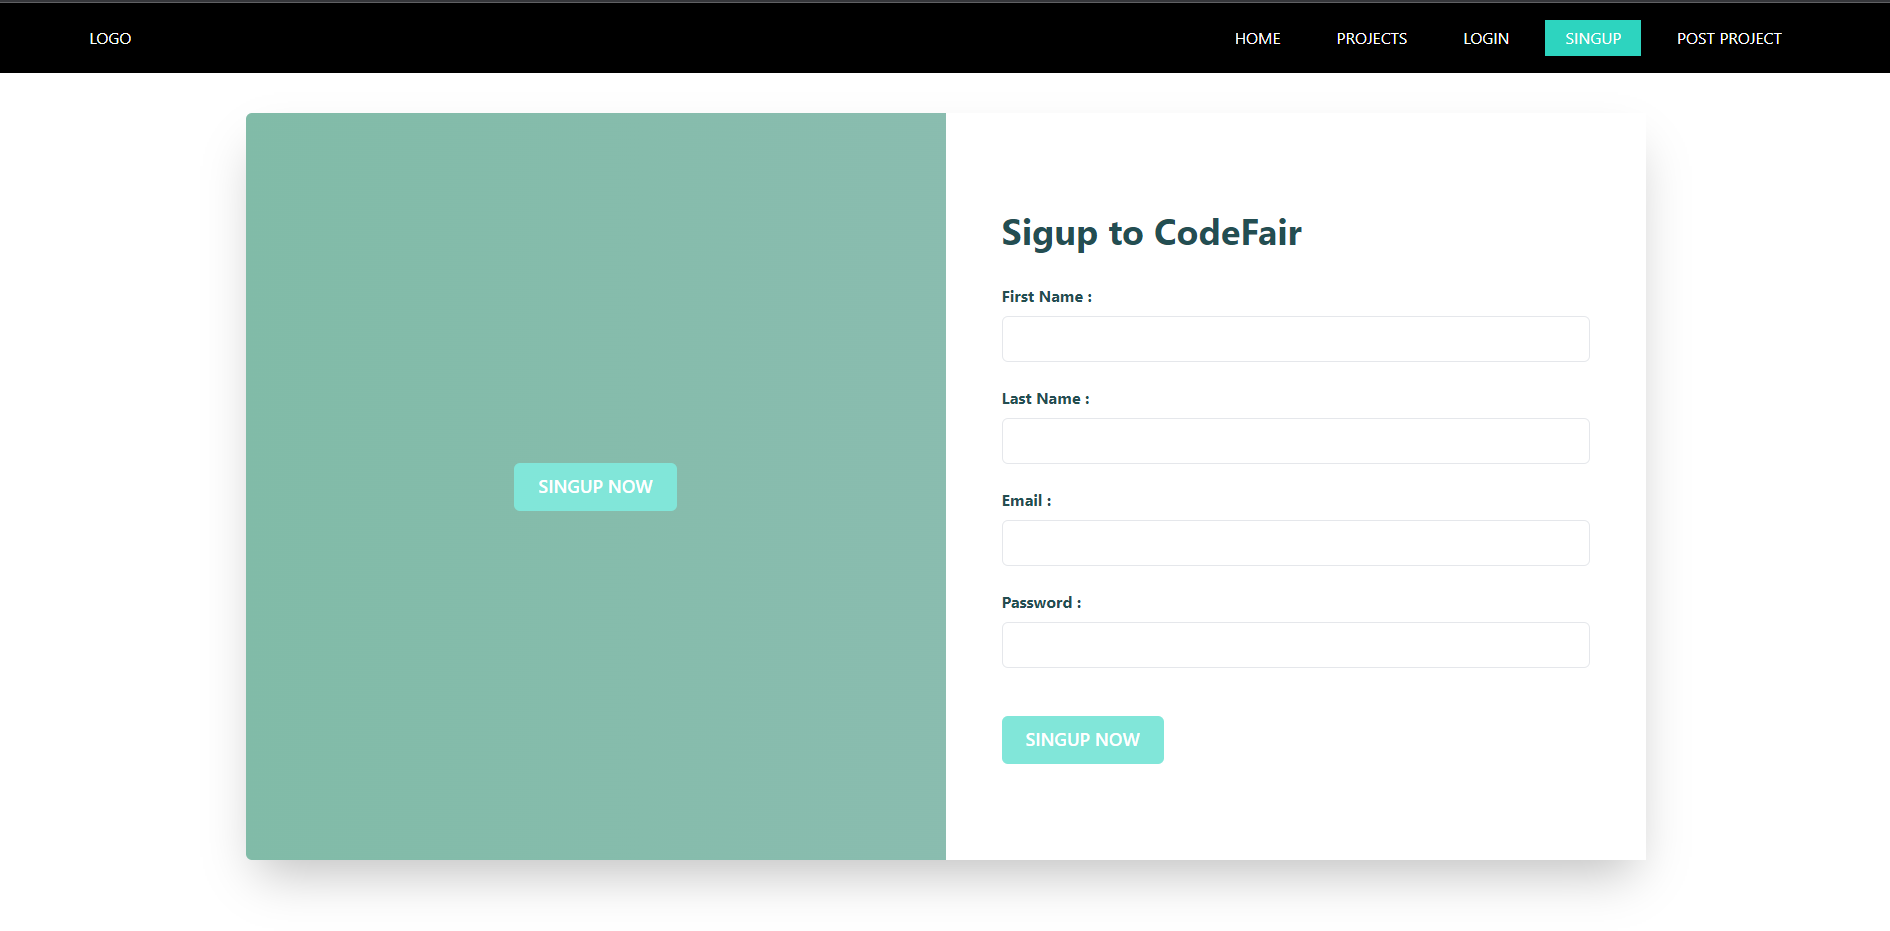 LOGO HOME PROJECTS LOGIN SINGUP POST PROJECT
SINGUP NOW
Sigup to CodeFair
First Name :
Last Name :
Email :
Password :
SINGUP NOW